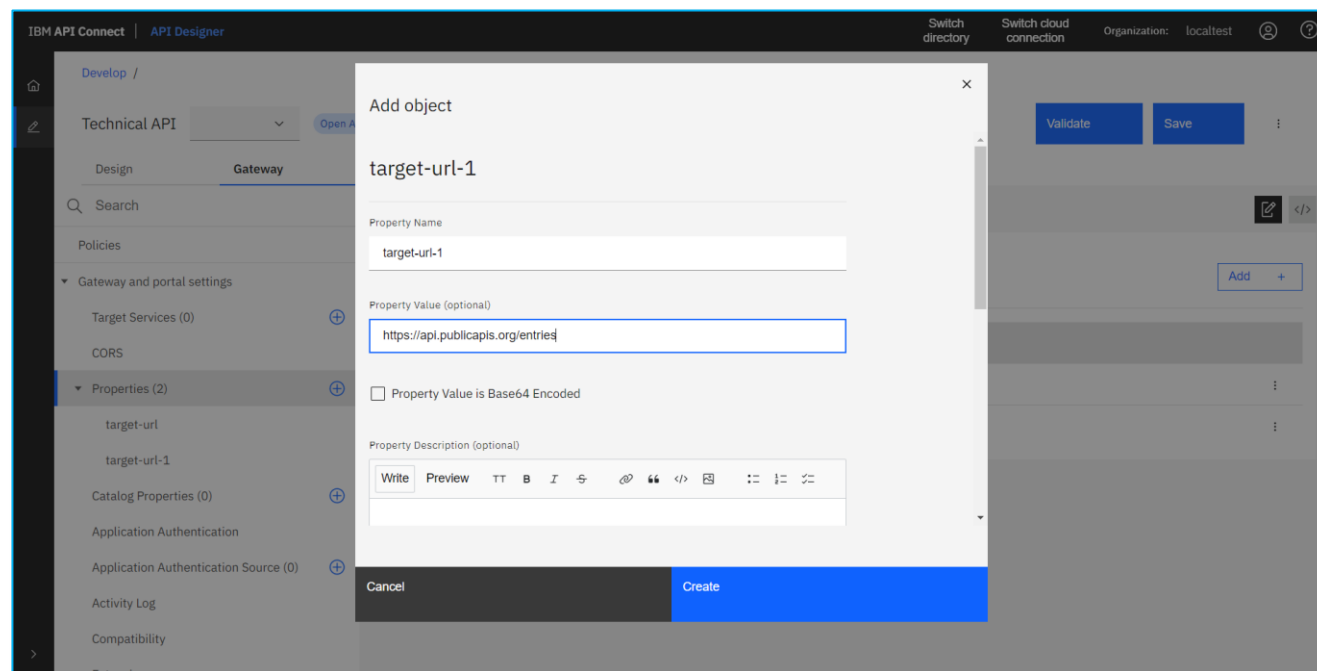 IBM API Connect | API Designer
Switch directory
Switch cloud connection
Organization: localtest
Develop /
Technical API
Open A
Validate
Save
Design
Gateway
Search
Policies
Gateway and portal settings
Target Services (0)
CORS
Properties (2)
target-url
target-url-1
Catalog Properties (0)
Application Authentication
Application Authentication Source (0)
Activity Log
Compatibility
Add object
target-url-1
Property Name
target-url-1
Property Value (optional)
https://api.publicapis.org/entries
Property Value is Base64 Encoded
Property Description (optional)
Write Preview TT B I S
Cancel
Create
Add +